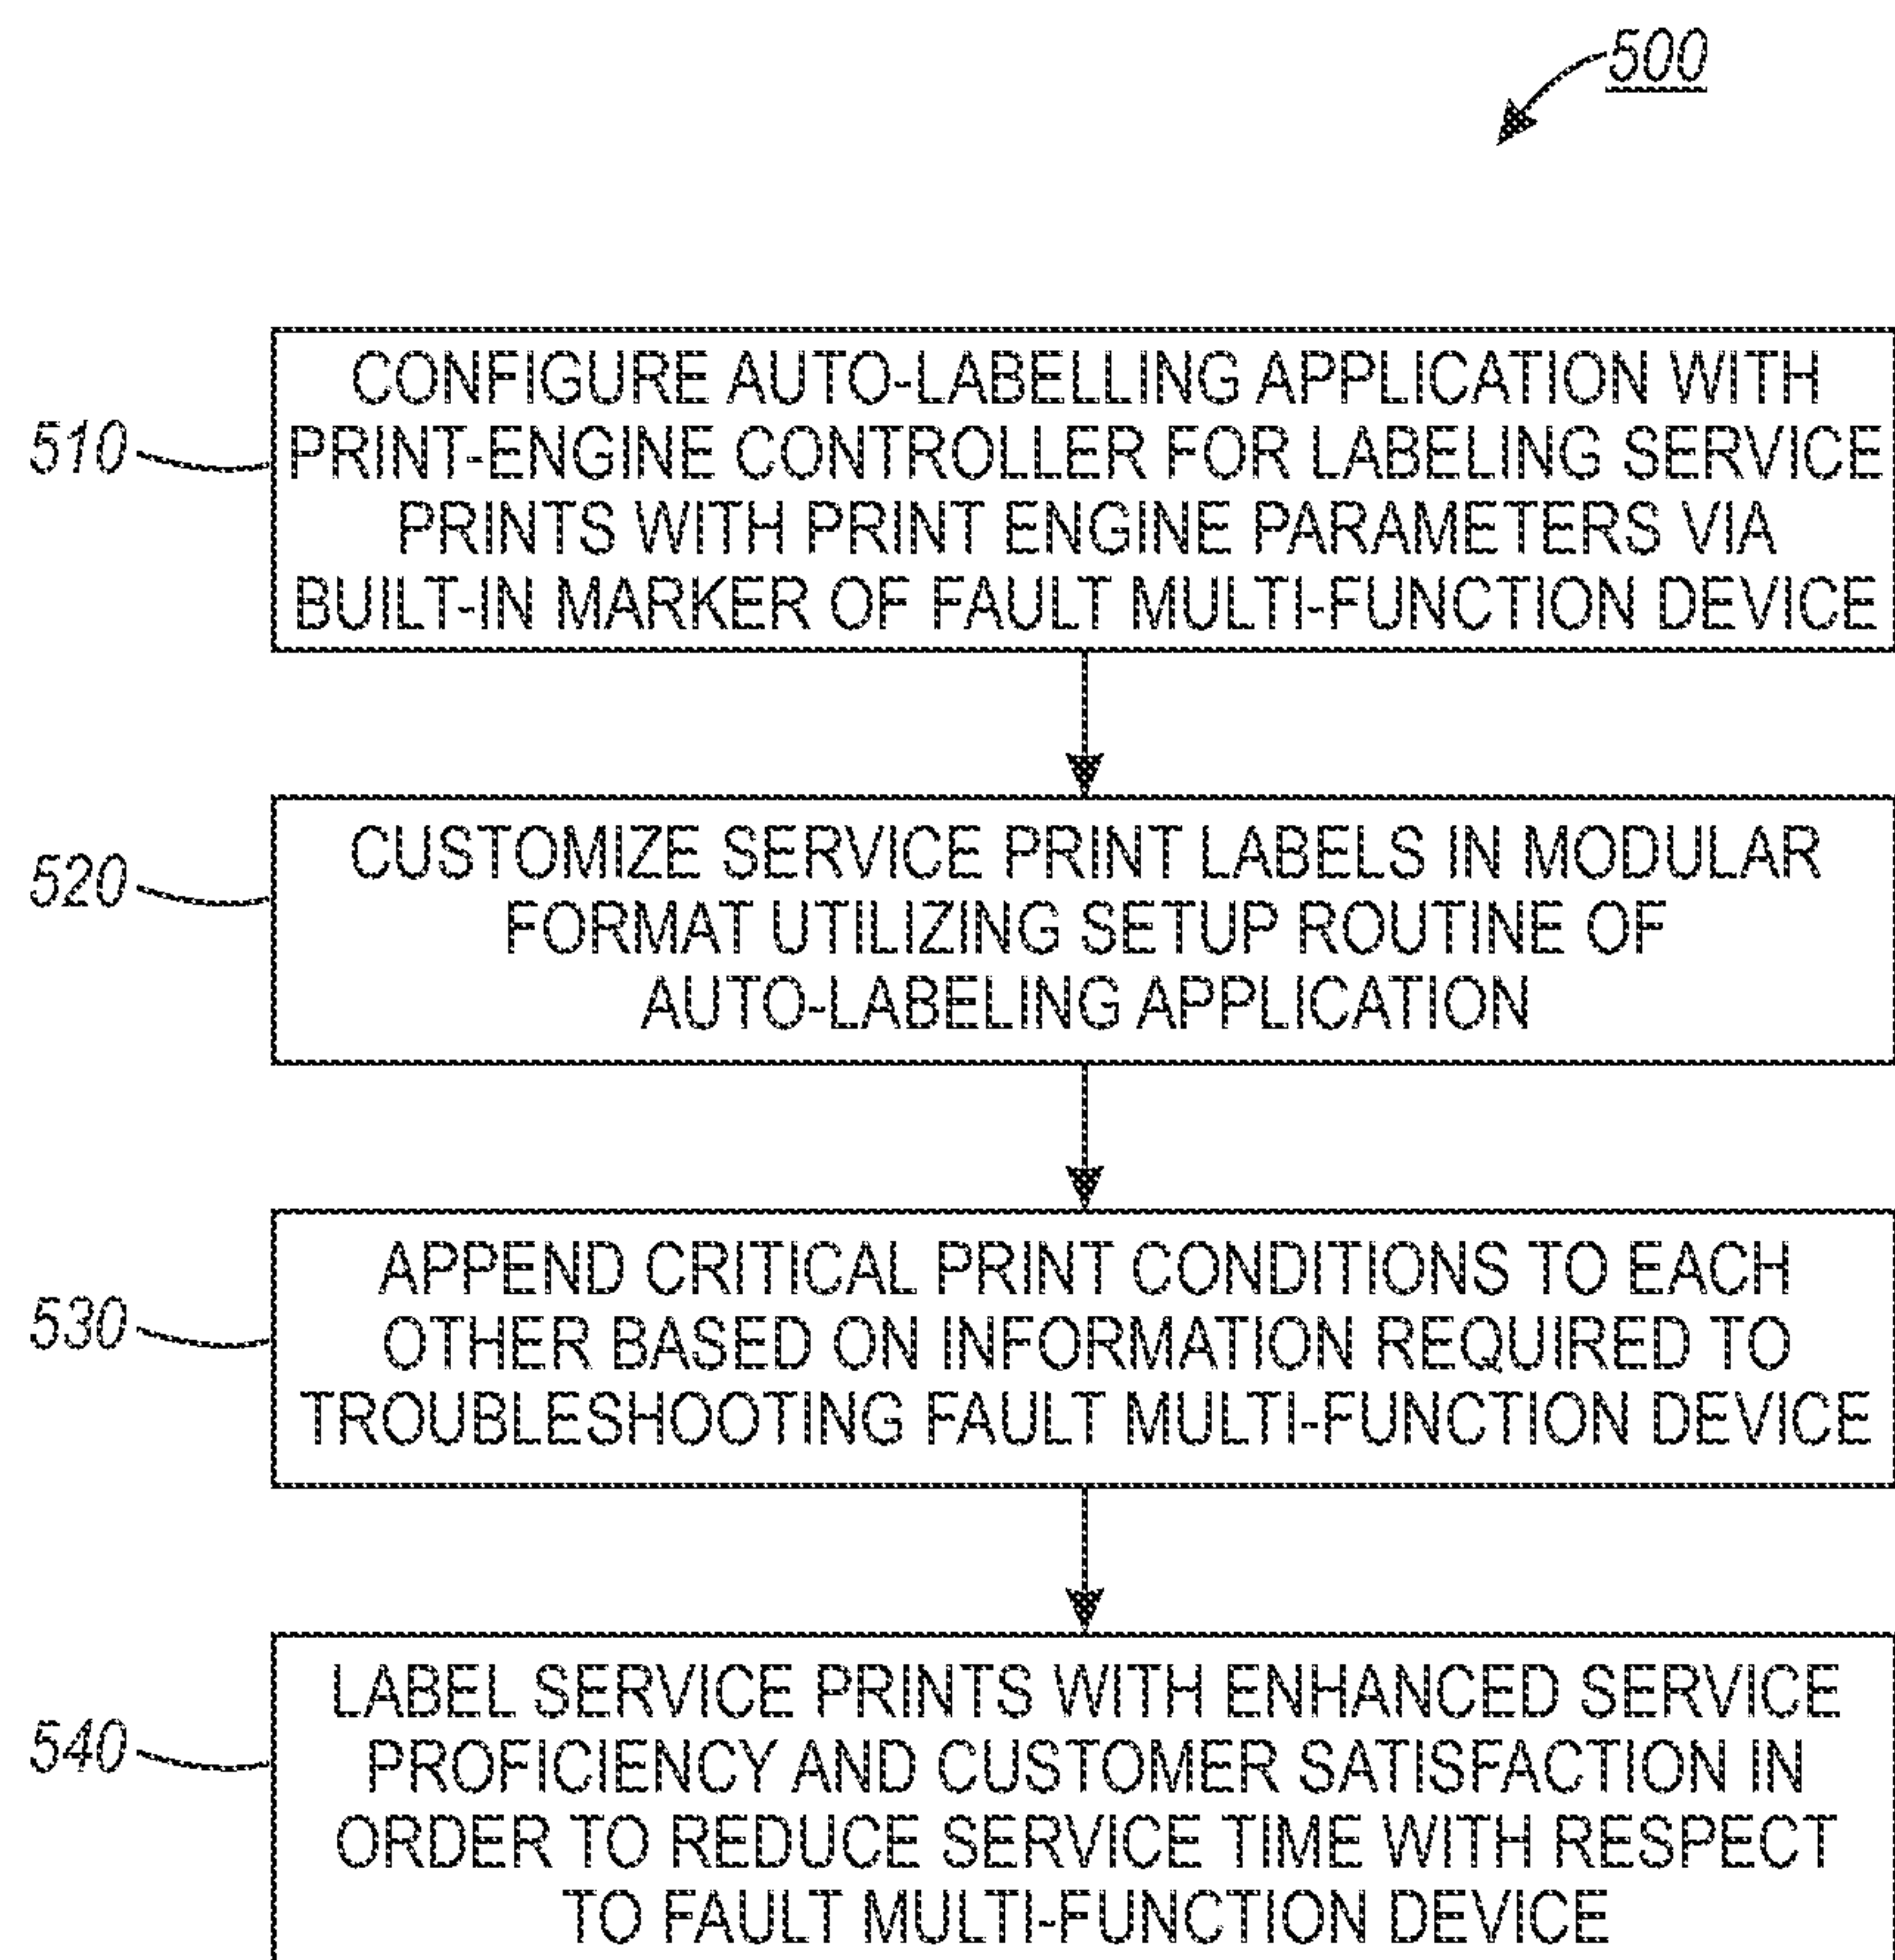 500
510
CONFIGURE AUTO-LABELLING APPLICATION WITH
PRINT-ENGINE CONTROLLER FOR LABELING SERVICE
PRINTS WITH PRINT ENGINE PARAMETERS VIA
BUILT-IN MARKER OF FAULT MULTI-FUNCTION DEVICE
520
CUSTOMIZE SERVICE PRINT LABELS IN MODULAR
FORMAT UTILIZING SETUP ROUTINE OF
AUTO-LABELING APPLICATION
530
APPEND CRITICAL PRINT CONDITIONS TO EACH
OTHER BASED ON INFORMATION REQUIRED TO
TROUBLESHOOTING FAULT MULTI-FUNCTION DEVICE
540
LABEL SERVICE PRINTS WITH ENHANCED SERVICE
PROFICIENCY AND CUSTOMER SATISFACTION IN
ORDER TO REDUCE SERVICE TIME WITH RESPECT
TO FAULT MULTI-FUNCTION DEVICE